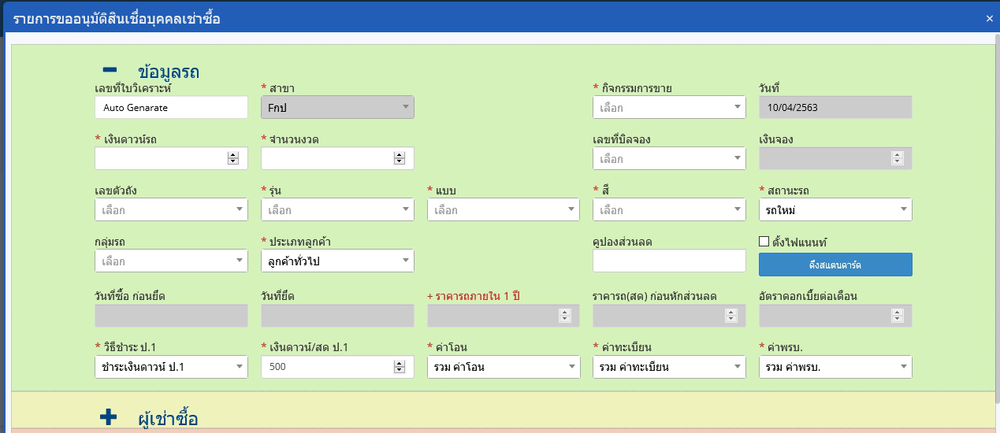 รายการขออนุมัติสินเชื่อบุคคลเช่าซื้อ ×
ข้อมูลรถ
เลขที่ใบวิเคราะห์ * สาขา * กิจกรรมการขาย วันที่
Auto Genarate Fกป เลือก 10/04/2563
* เงินดาวน์รถ * จำนวนงวด เลขที่บิลจอง เงินจอง
เลือก
เลขตัวถัง * รุ่น * แบบ * สี * สถานะรถ
เลือก เลือก เลือก เลือก รถใหม่
กลุ่มรถ * ประเภทลูกค้า คูปองส่วนลด ตั้งไฟแนนท์
เลือก ลูกค้าทั่วไป ดึงสแตนดาร์ด
วันที่ซื้อ ก่อนยึด วันที่ยึด + ราคารถภายใน 1 ปี ราคารถ(สด) ก่อนหักส่วนลด อัตราดอกเบี้ยต่อเดือน
* วิธีชำระ ป.1 * เงินดาวน์/สด ป.1 * ค่าโอน * ค่าทะเบียน * ค่าพรบ.
ชำระเงินดาวน์ ป.1 500 รวม ค่าโอน รวม ค่าทะเบียน รวม ค่าพรบ.
ผู้เช่าซื้อ